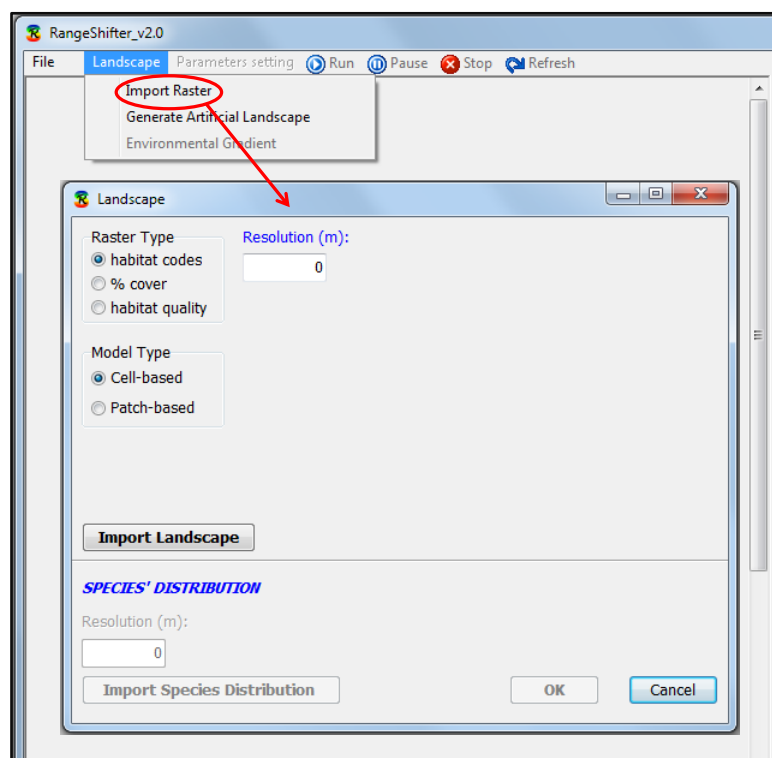 RangeShifter_v2.0
File Landscape Parameters setting Run Pause Stop Refresh
Import Raster
Generate Artificial Landscape
Environmental Gradient
Landscape
Raster Type Resolution (m):
habitat codes 0
% cover
habitat quality
Model Type
Cell-based
Patch-based
Import Landscape
SPECIES' DISTRIBUTION
Resolution (m):
0
Import Species Distribution OK Cancel